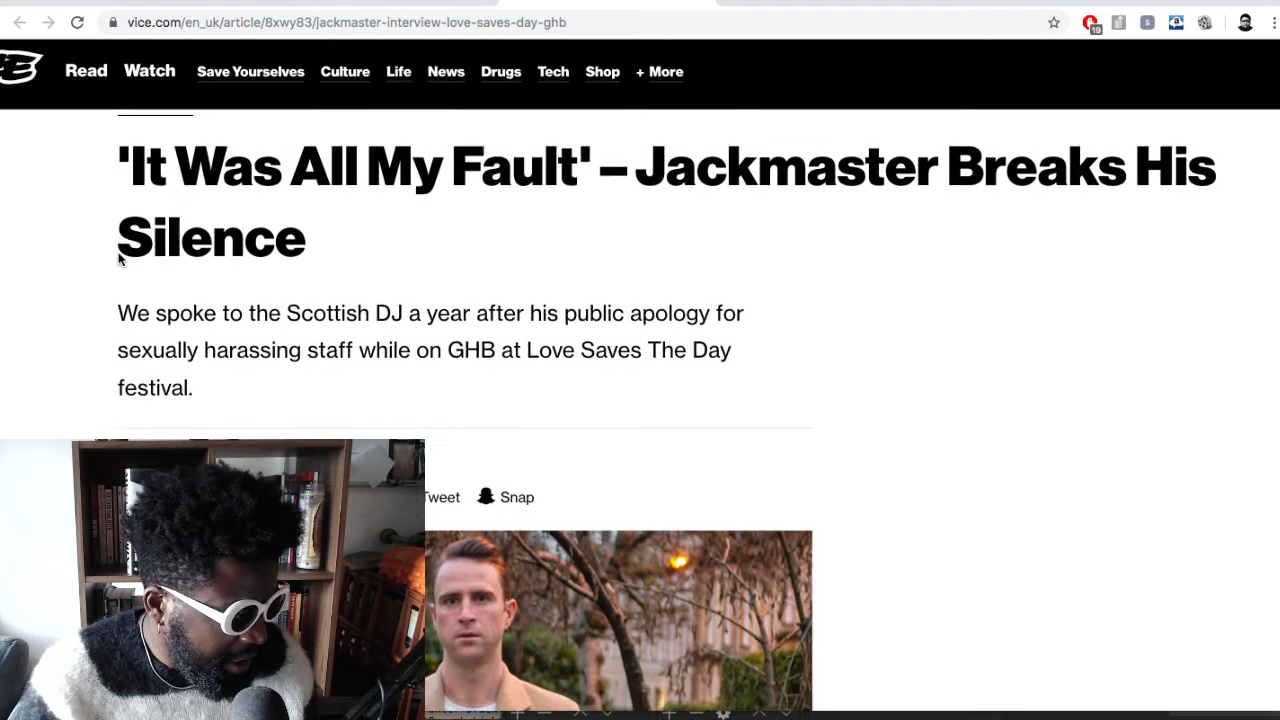 vice.com/en_uk/article/8xwy83/jackmaster-interview-love-saves-day-ghb
19
Read Watch Save Yourselves Culture Life News Drugs Tech Shop + More
'It Was All My Fault' – Jackmaster Breaks His
Silence
We spoke to the Scottish DJ a year after his public apology for
sexually harassing staff while on GHB at Love Saves The Day
festival.
Tweet Snap